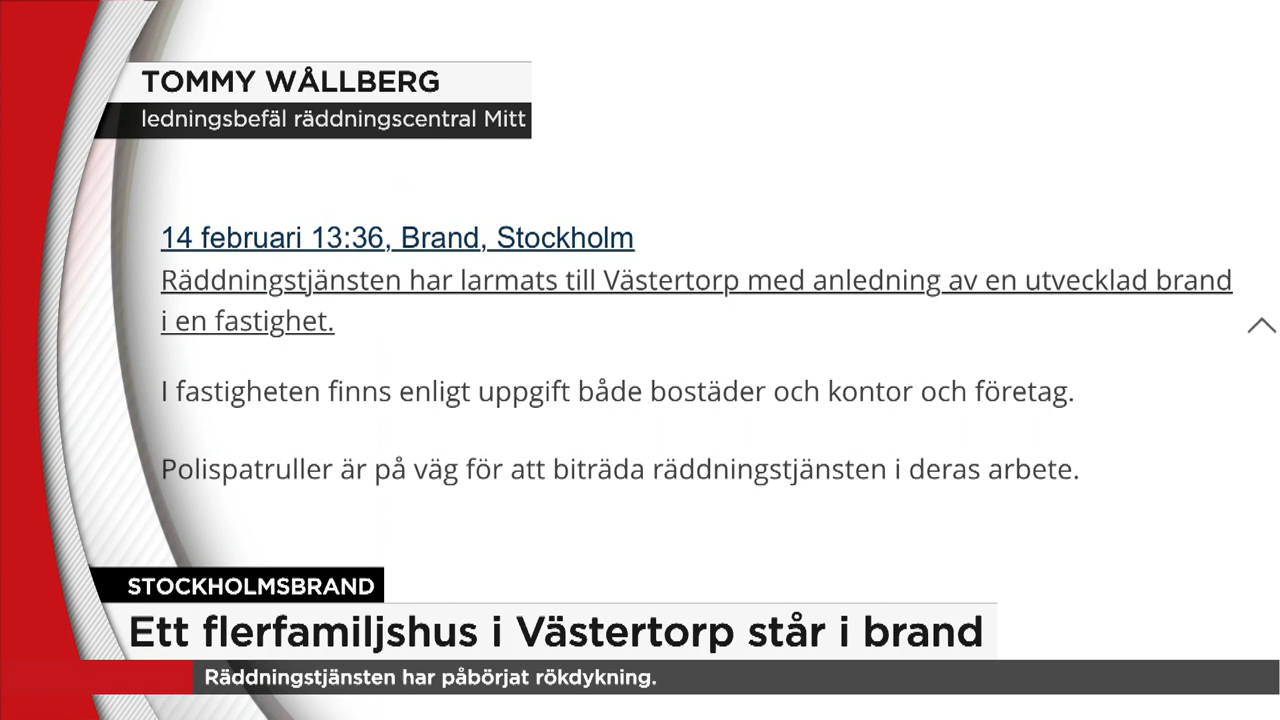 TOMMY WÅLLBERG
ledningsbefäl räddningscentral Mitt
14 februari 13:36, Brand, Stockholm
Räddningstjänsten har larmats till Västertorp med anledning av en utvecklad brand
i en fastighet.
I fastigheten finns enligt uppgift både bostäder och kontor och företag.
Polispatruller är på väg för att biträda räddningstjänsten i deras arbete.
STOCKHOLMSBRAND
Ett flerfamiljshus i Västertorp står i brand
Räddningstjänsten har påbörjat rökdykning.